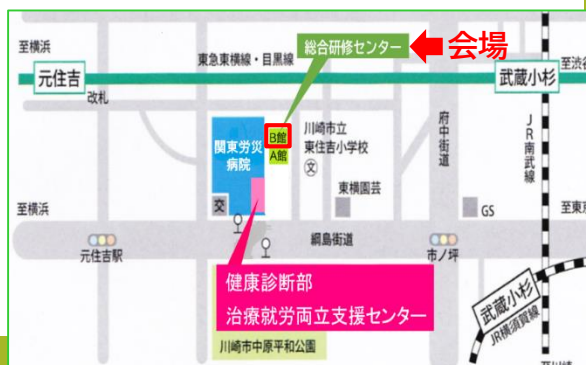 総合研修センター
会場
至横浜
東急東横線・目黒線
至渋谷
元住吉
武蔵小杉
改札
B館
A館
川崎市立
東住吉小学校
文
関東労災
病院
府中街道
JR南武線
東横園芸
至横浜
交
GS
至東京
綱島街道
元住吉駅
市ノ坪
健康診断部
治療就労両立支援センター
武蔵小杉
JR横須賀線
川崎市中原平和公園